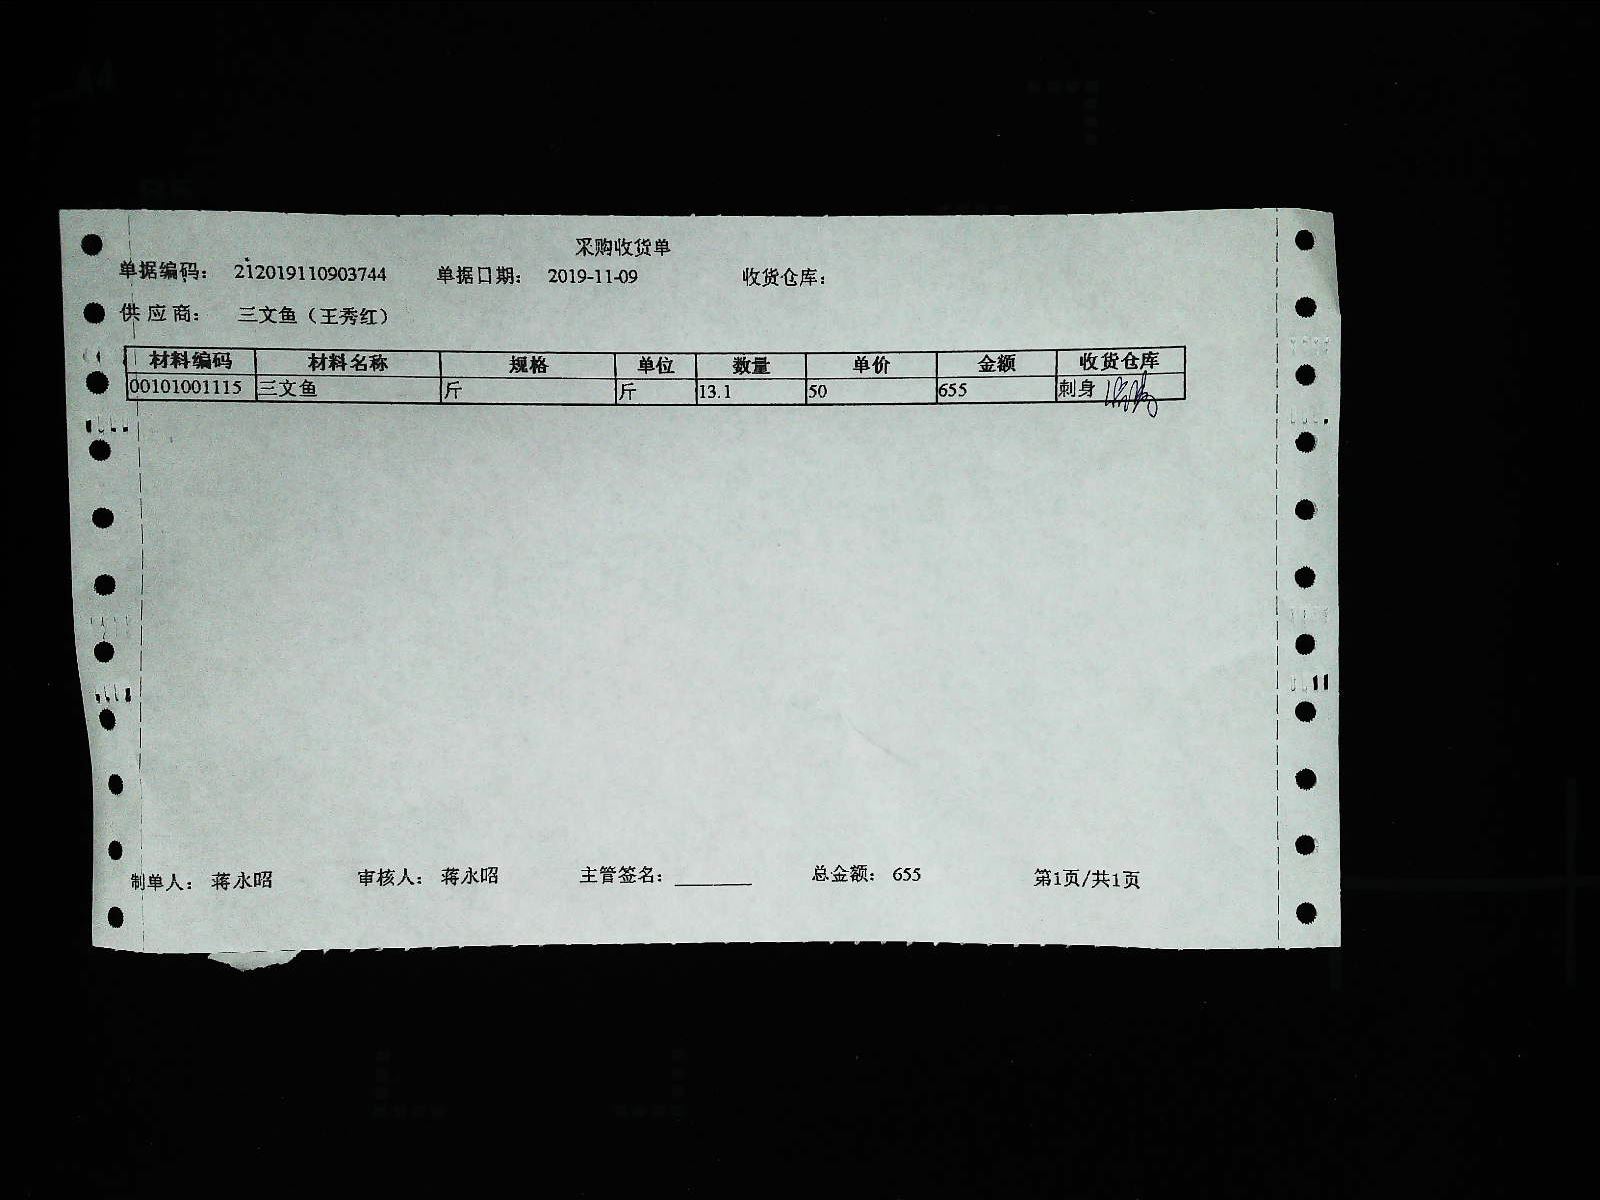 采购收货单
单据编码： 212019110903744 单据日期： 2019-11-09 收货仓库：
供应商： 三文鱼（王秀红）
材料编码 材料名称 规格 单位 数量 单价 金额 收货仓库
00101001115 三文鱼 斤 斤 13.1 50 655 刺身
制单人： 蒋永昭 审核人： 蒋永昭 主管签名：________ 总金额： 655 第1页/共1页